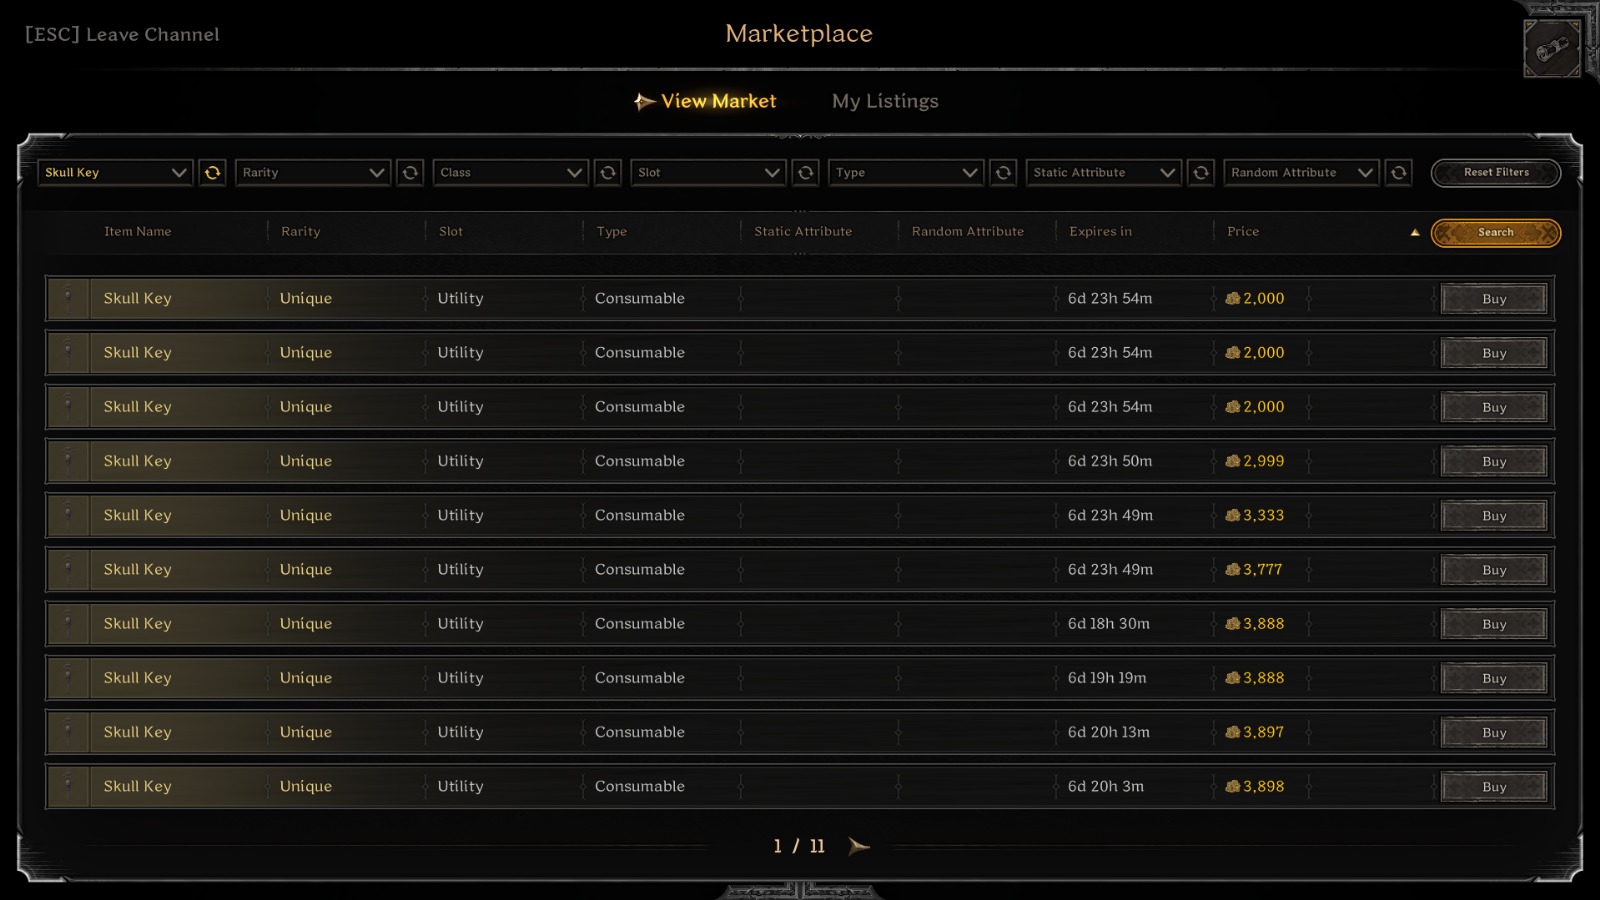 [ESC] Leave Channel
Marketplace
View Market My Listings
Skull Key Rarity Class Slot Type Static Attribute Random Attribute Reset Filters
Item Name Rarity Slot Type Static Attribute Random Attribute Expires in Price Search
Skull Key Unique Utility Consumable 6d 23h 54m 2,000 Buy
Skull Key Unique Utility Consumable 6d 23h 54m 2,000 Buy
Skull Key Unique Utility Consumable 6d 23h 54m 2,000 Buy
Skull Key Unique Utility Consumable 6d 23h 50m 2,999 Buy
Skull Key Unique Utility Consumable 6d 23h 49m 3,333 Buy
Skull Key Unique Utility Consumable 6d 23h 49m 3,777 Buy
Skull Key Unique Utility Consumable 6d 18h 30m 3,888 Buy
Skull Key Unique Utility Consumable 6d 19h 19m 3,888 Buy
Skull Key Unique Utility Consumable 6d 20h 13m 3,897 Buy
Skull Key Unique Utility Consumable 6d 20h 3m 3,898 Buy
1 / 11